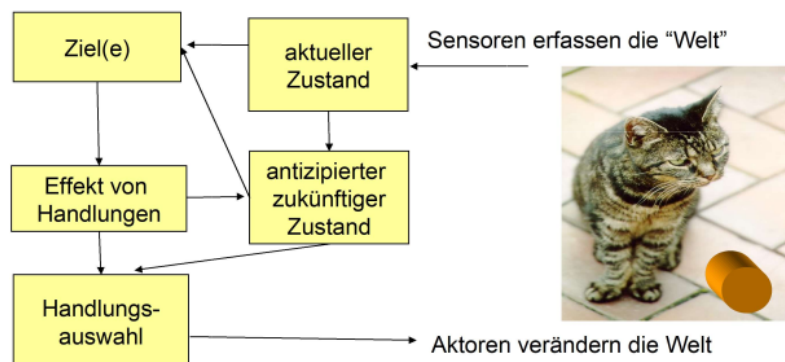 Ziel(e)
aktueller
Zustand
Sensoren erfassen die “Welt”
Effekt von
Handlungen
antizipierter
zukünftiger
Zustand
Handlungs-
auswahl
Aktoren verändern die Welt